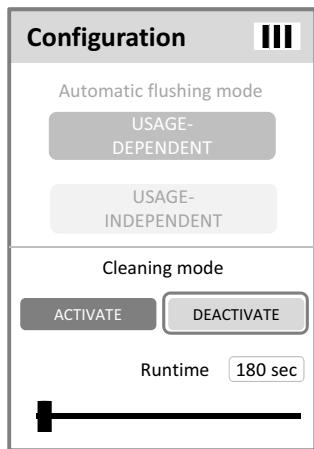 Configuration
Automatic flushing mode
USAGE-
DEPENDENT
USAGE-
INDEPENDENT
Cleaning mode
ACTIVATE DEACTIVATE
Runtime 180 sec